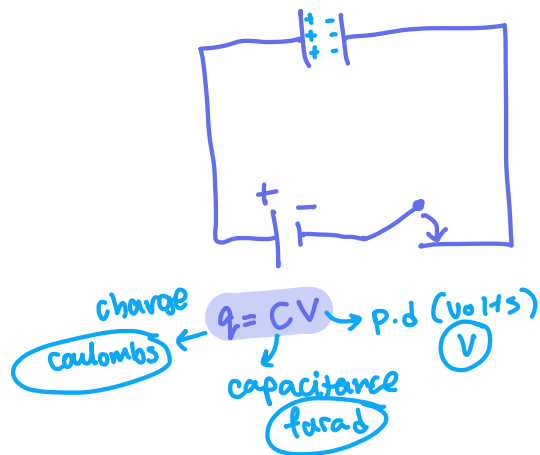 + -
+ -
+ -
+ -
charge
q = CV
p.d (volts)
coulombs
V
capacitance
farad